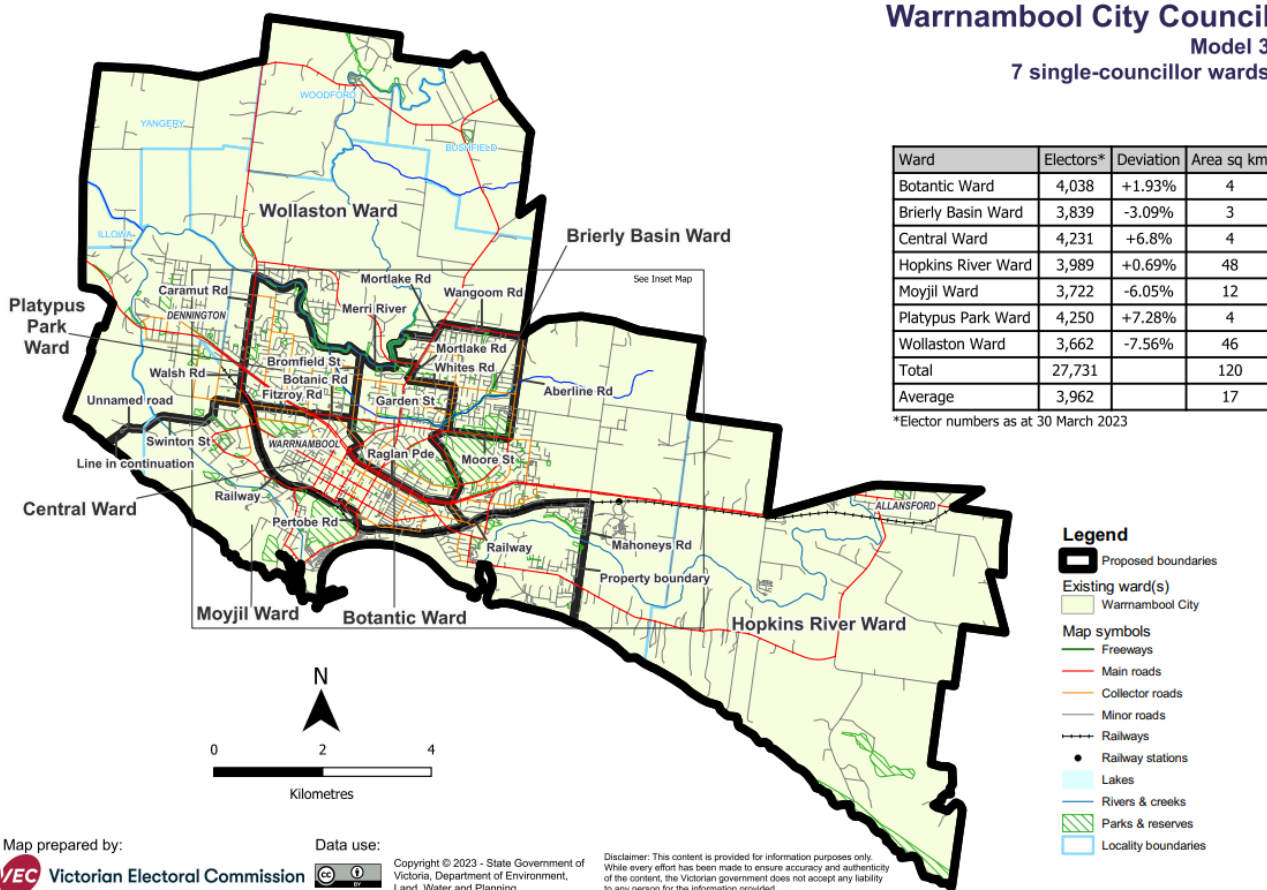 Warrnambool City Council
Model 3
7 single-councillor wards
Ward Electors* Deviation Area sq km
Botantic Ward 4,038 +1.93% 4
Brierly Basin Ward 3,839 -3.09% 3
Central Ward 4,231 +6.8% 4
Hopkins River Ward 3,989 +0.69% 48
Moyjil Ward 3,722 -6.05% 12
Platypus Park Ward 4,250 +7.28% 4
Wollaston Ward 3,662 -7.56% 46
Total 27,731 120
Average 3,962 17
*Elector numbers as at 30 March 2023
WOODFORD
YANGERY
BUSHFIELD
Wollaston Ward
ILLOWA
Brierly Basin Ward
See Inset Map
Mortlake Rd
Caramut Rd
Wangoom Rd
Platypus
Park
Ward
DENNINGTON
Merri River
Mortlake Rd
Bromfield St
Whites Rd
Walsh Rd
Botanic Rd
Fitzroy Rd
Garden St
Aberline Rd
Unnamed road
Swinton St
WARRNAMBOOL
Raglan Pde
Moore St
Line in continuation
Central Ward
Railway
Pertobe Rd
Railway
Mahoneys Rd
ALLANSFORD
Property boundary
Moyjil Ward
Botantic Ward
Hopkins River Ward
N
0 2 4
Kilometres
Legend
Proposed boundaries
Existing ward(s)
Warrnambool City
Map symbols
Freeways
Main roads
Collector roads
Minor roads
Railways
Railway stations
Lakes
Rivers & creeks
Parks & reserves
Locality boundaries
Map prepared by:
VEC Victorian Electoral Commission
Data use:
cc BY
Copyright © 2023 - State Government of
Victoria, Department of Environment,
Land, Water and Planning
Disclaimer: This content is provided for information purposes only.
While every effort has been made to ensure accuracy and authenticity
of the content, the Victorian government does not accept any liability
to any person for the information provided